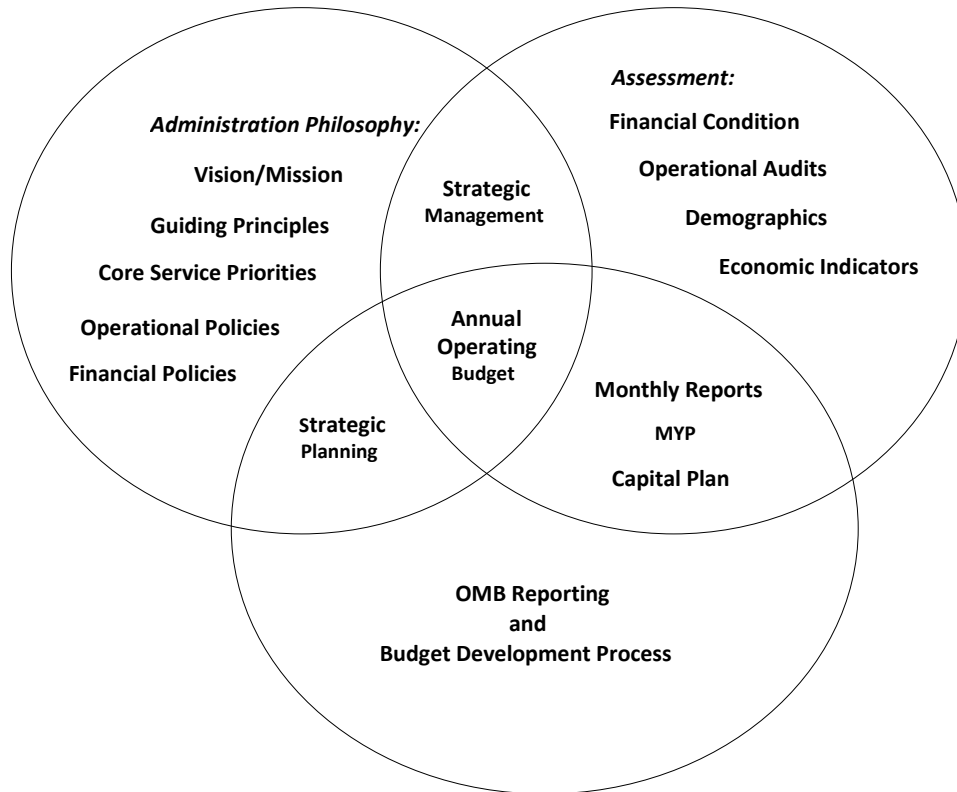 Administration Philosophy:
Vision/Mission
Guiding Principles
Core Service Priorities
Operational Policies
Financial Policies
Strategic
Management
Assessment:
Financial Condition
Operational Audits
Demographics
Economic Indicators
Annual
Operating
Budget
Strategic
Planning
Monthly Reports
MYP
Capital Plan
OMB Reporting
and
Budget Development Process